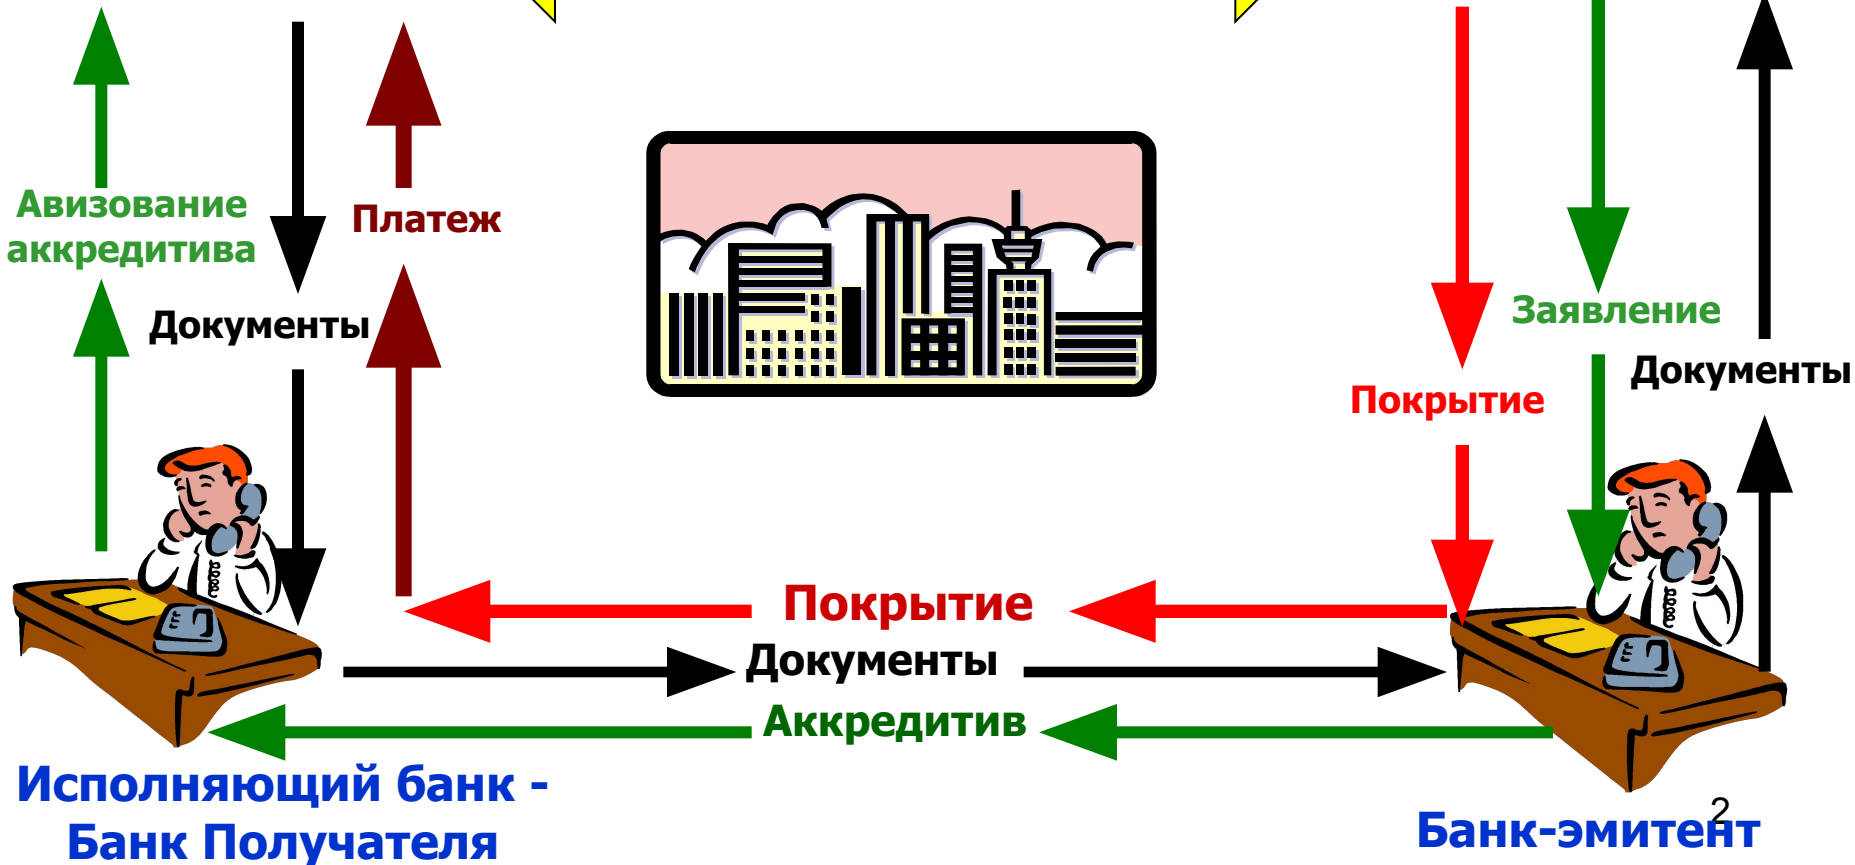 Авизование
аккредитива
Платеж
Документы
Заявление
Документы
Покрытие
Покрытие
Документы
Аккредитив
Исполняющий банк -
Банк Получателя
Банк-эмитент
2